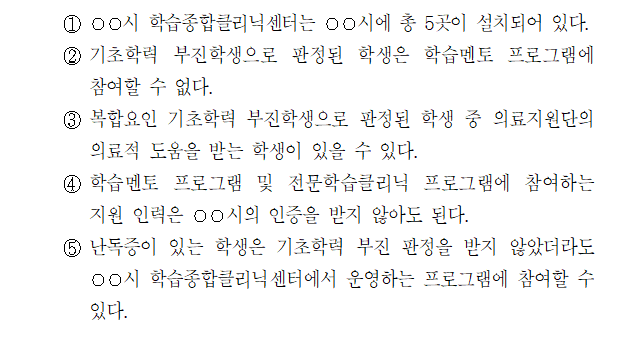 ① ○○시 학습종합클리닉센터는 ○○시에 총 5곳이 설치되어 있다.
② 기초학력 부진학생으로 판정된 학생은 학습멘토 프로그램에
참여할 수 없다.
③ 복합요인 기초학력 부진학생으로 판정된 학생 중 의료지원단의
의료적 도움을 받는 학생이 있을 수 있다.
④ 학습멘토 프로그램 및 전문학습클리닉 프로그램에 참여하는
지원 인력은 ○○시의 인증을 받지 않아도 된다.
⑤ 난독증이 있는 학생은 기초학력 부진 판정을 받지 않았더라도
○○시 학습종합클리닉센터에서 운영하는 프로그램에 참여할 수
있다.